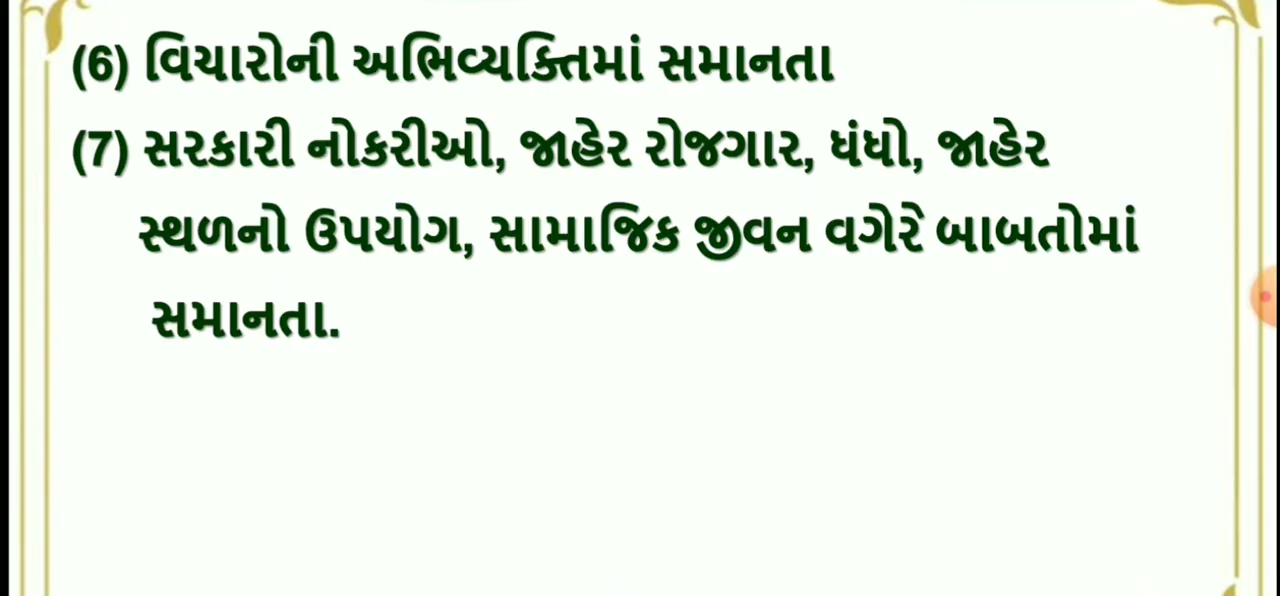 (6) વિચારોની અભિવ્યક્તિમાં સમાનતા
(7) સરકારી નોકરીઓ, જાહેર રોજગાર, ધંધો, જાહેર
સ્થળનો ઉપયોગ, સામાજિક જીવન વગેરે બાબતોમાં
સમાનતા.